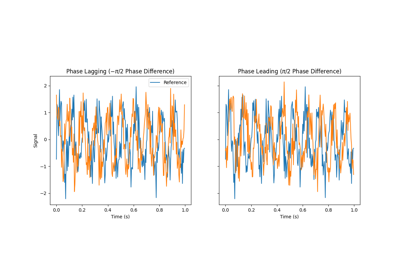 Phase Lagging (−π/2 Phase Difference)
Reference
Signal
2
1
0
−1
−2
0.0 0.2 0.4 0.6 0.8 1.0
Time (s)
Phase Leading (π/2 Phase Difference)
0.0 0.2 0.4 0.6 0.8 1.0
Time (s)